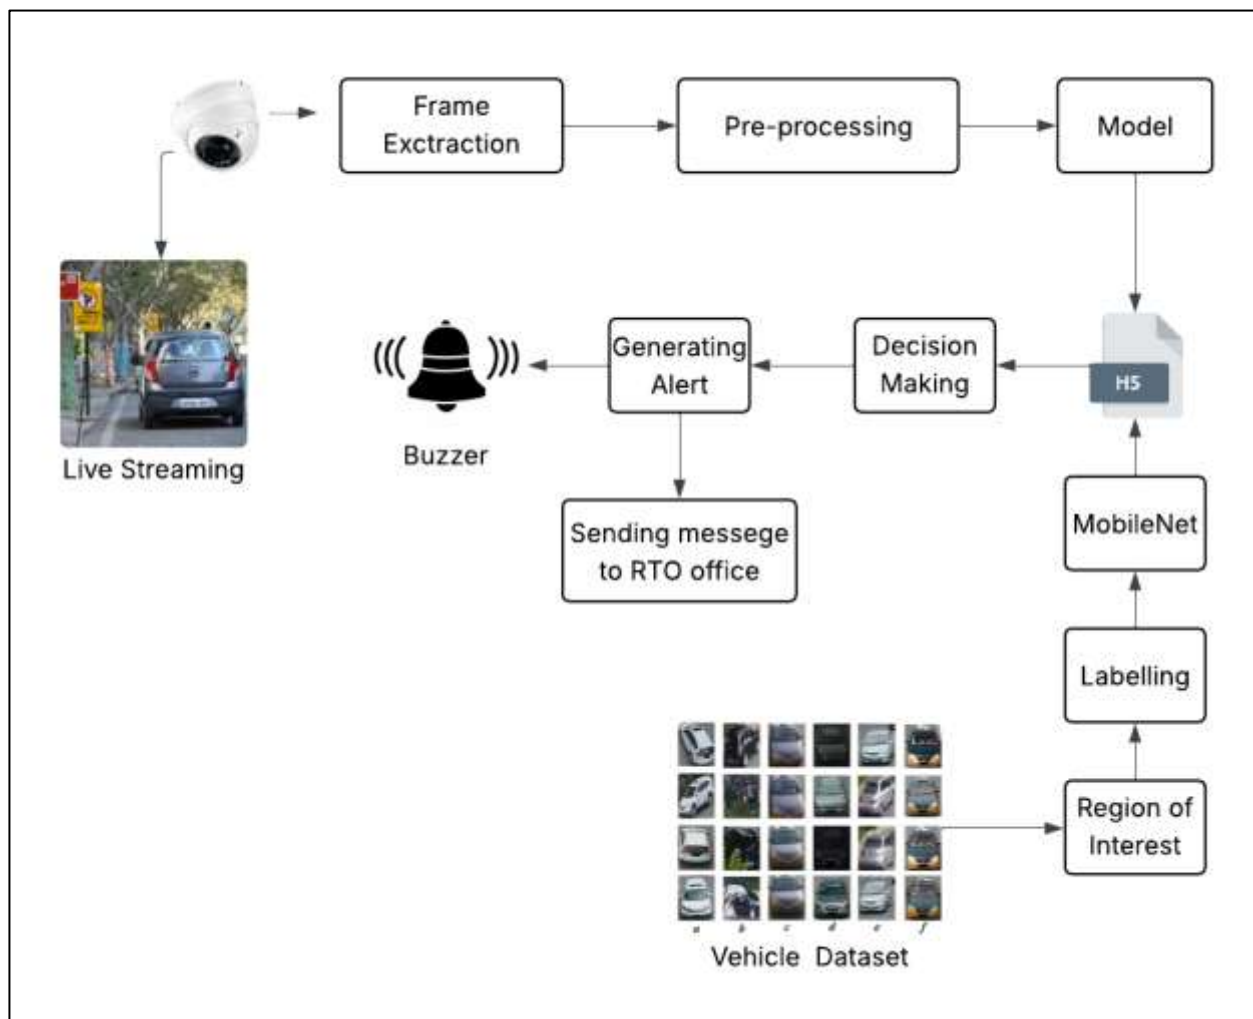 Frame
Exctraction
Pre-processing
Model
Live Streaming
Buzzer
Generating
Alert
Decision
Making
H5
Sending messege
to RTO office
MobileNet
Labelling
Region of
Interest
a b c d e f
Vehicle Dataset